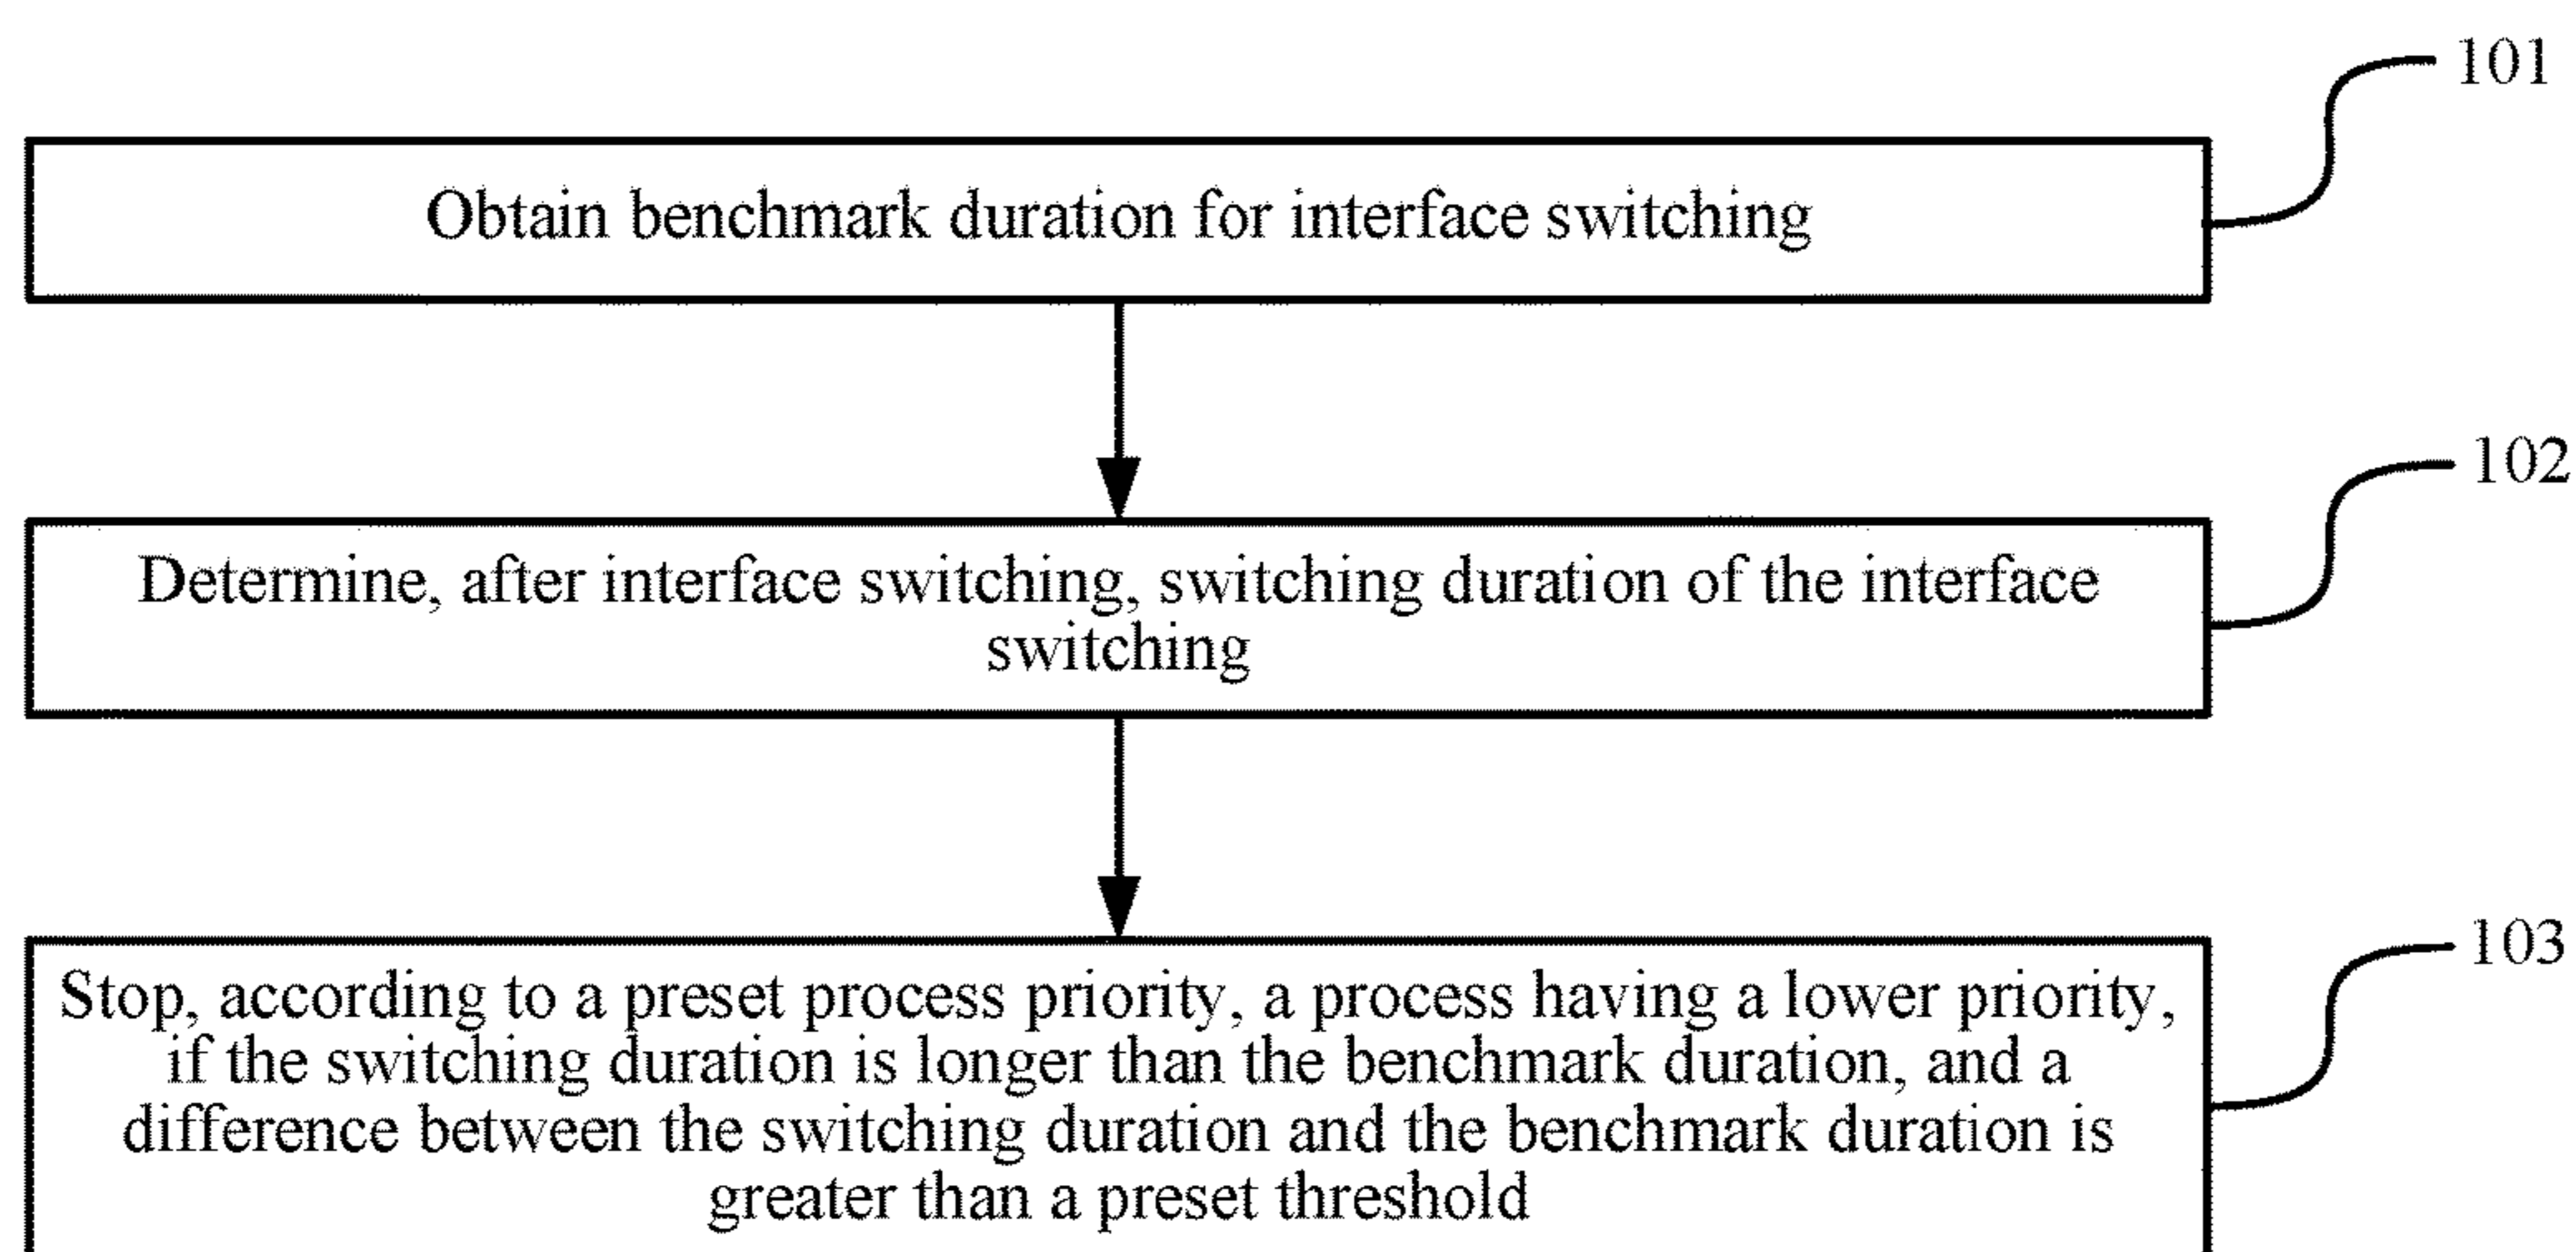 101
Obtain benchmark duration for interface switching
102
Determine, after interface switching, switching duration of the interface
switching
103
Stop, according to a preset process priority, a process having a lower priority,
if the switching duration is longer than the benchmark duration, and a
difference between the switching duration and the benchmark duration is
greater than a preset threshold